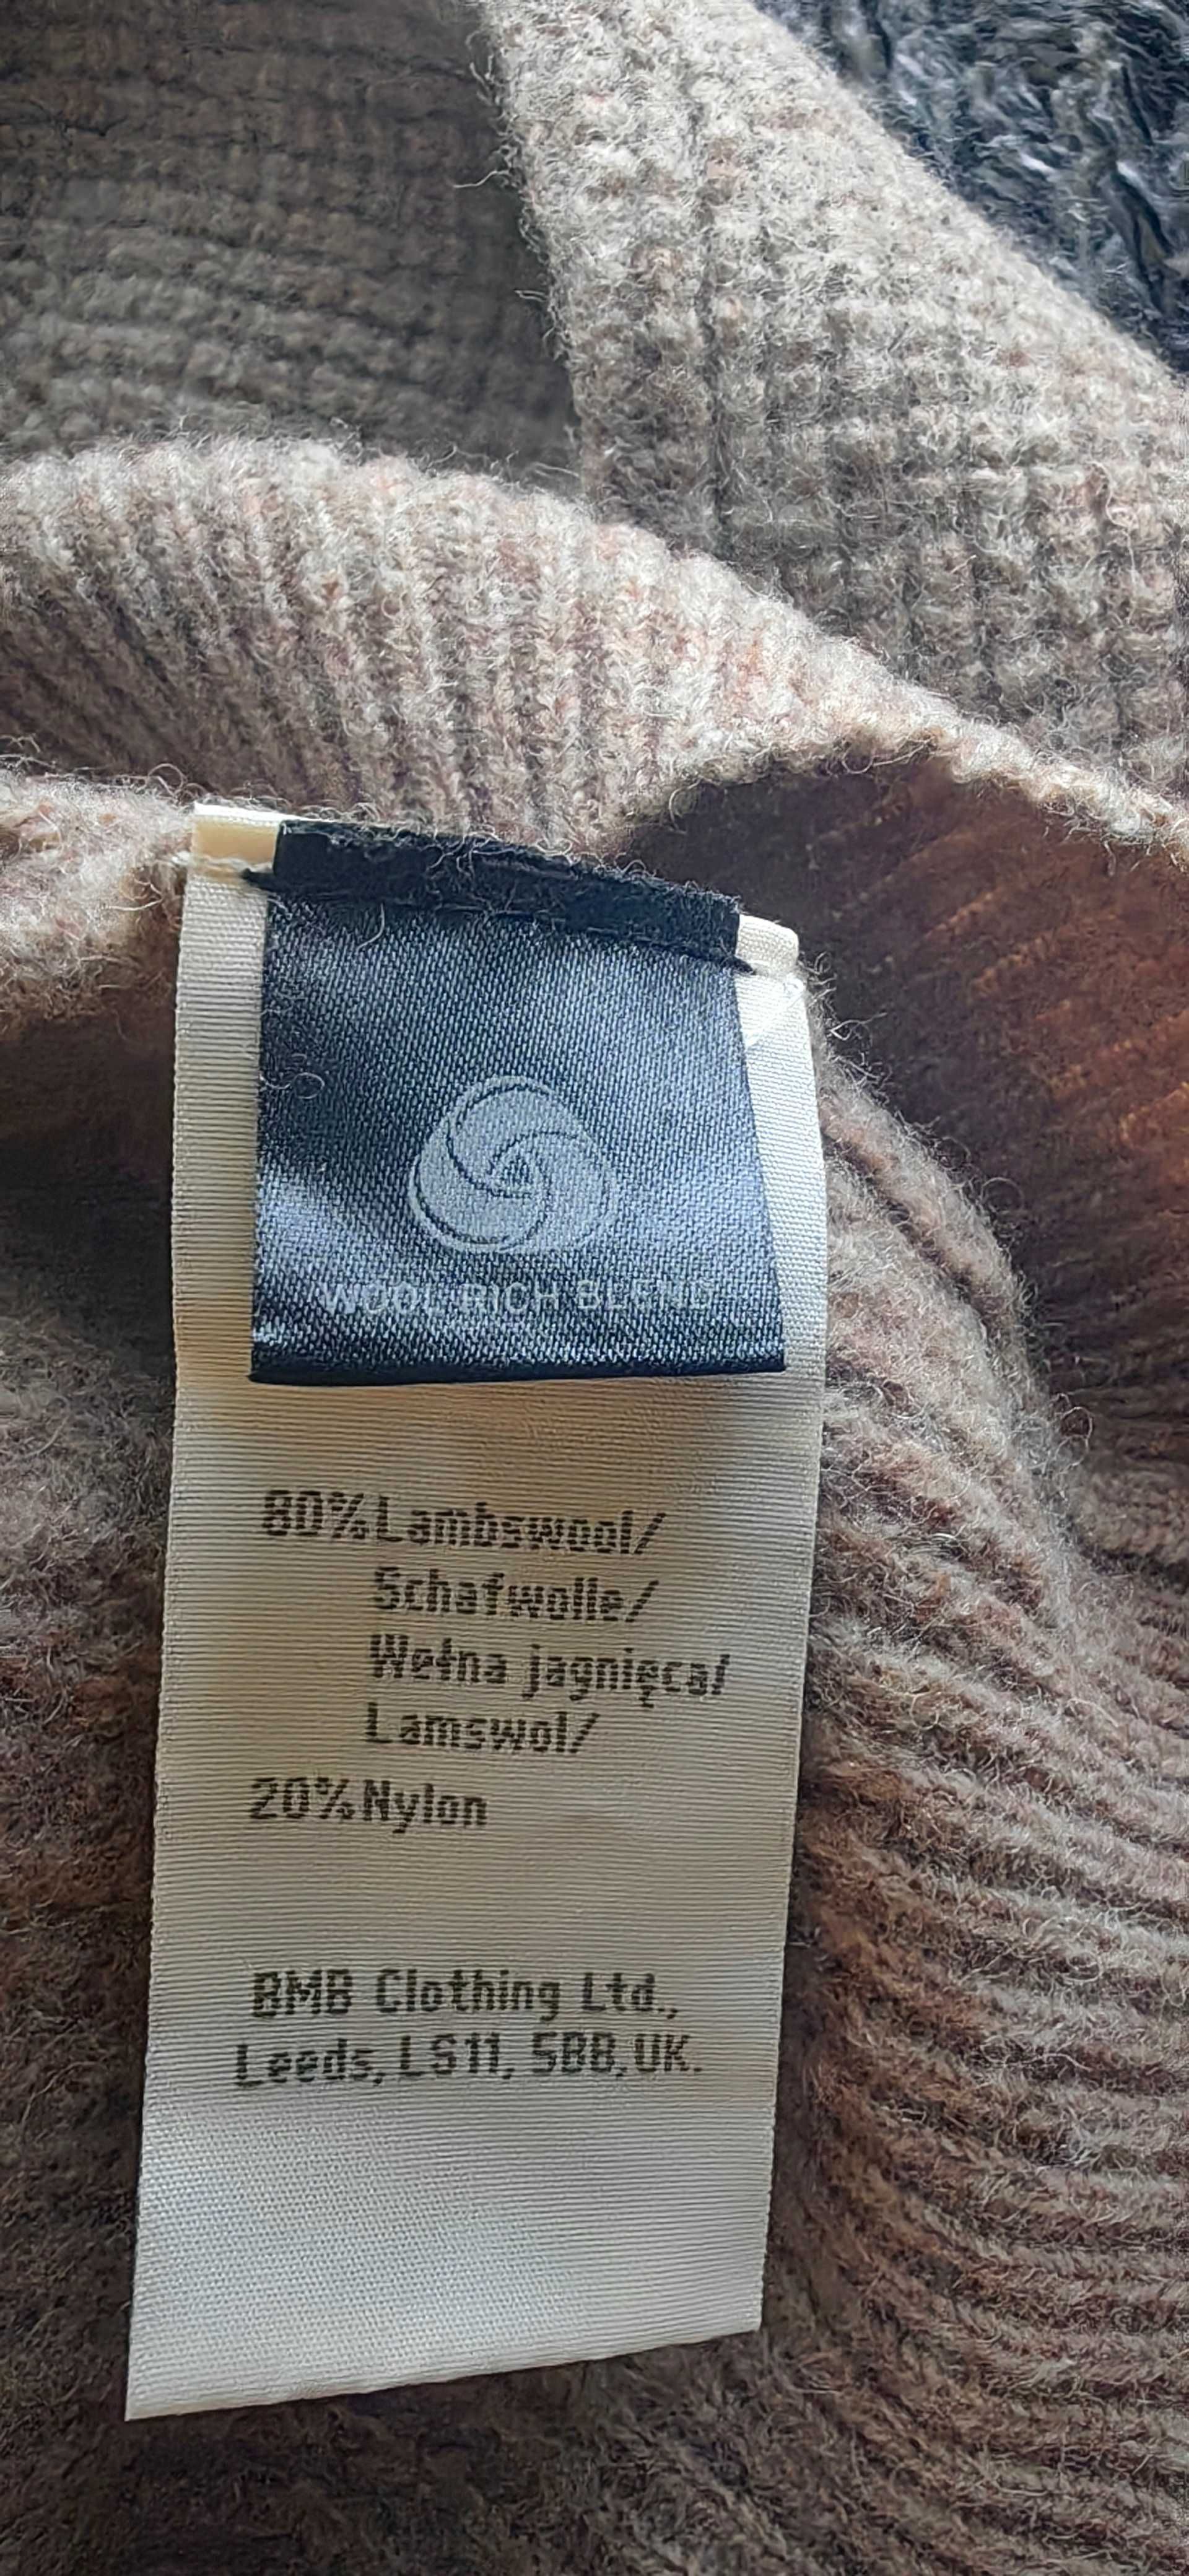 WOOL RICH BLEND
80% Lambswool/
Schafwolle/
Wełna jagnięca/
Lamswol/
20% Nylon
BMB Clothing Ltd.,
Leeds, LS11, 5BB, UK.